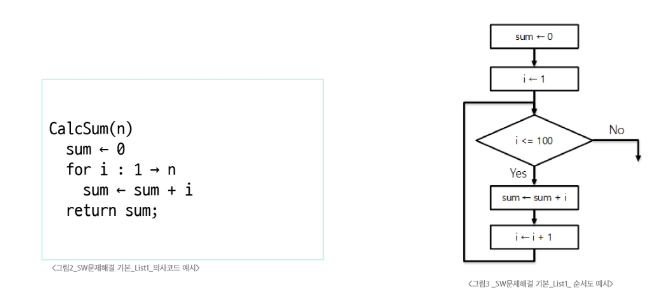 CalcSum(n)
sum ← 0
for i : 1 → n
sum ← sum + i
return sum;
<그림2_SW문제해결 기본_List1_의사코드 예시>
sum ← 0
i ← 1
i <= 100
No
Yes
sum ← sum + i
i ← i + 1
<그림3 _SW문제해결 기본_List1_ 순서도 예시>